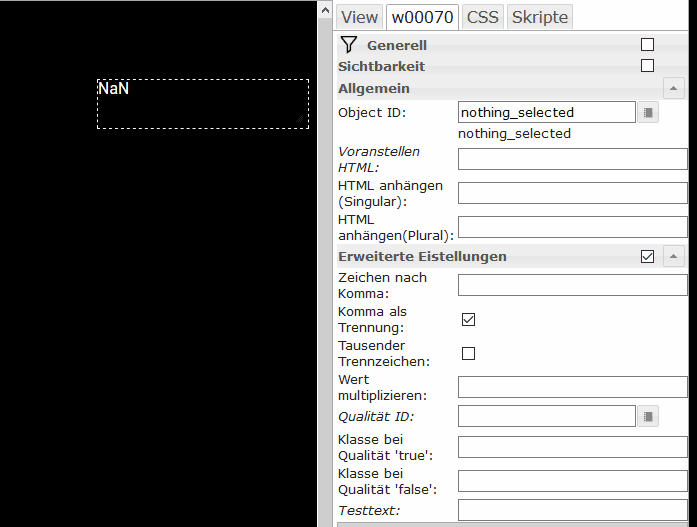 NaN
View w00070 CSS Skripte
Generell
Sichtbarkeit
Allgemein
Object ID: nothing_selected
nothing_selected
Voranstellen
HTML:
HTML anhängen
(Singular):
HTML
anhängen(Plural):
Erweiterte Eistellungen
Zeichen nach
Komma:
Komma als
Trennung:
Tausender
Trennzeichen:
Wert
multiplizieren:
Qualität ID:
Klasse bei
Qualität 'true':
Klasse bei
Qualität 'false':
Testtext: